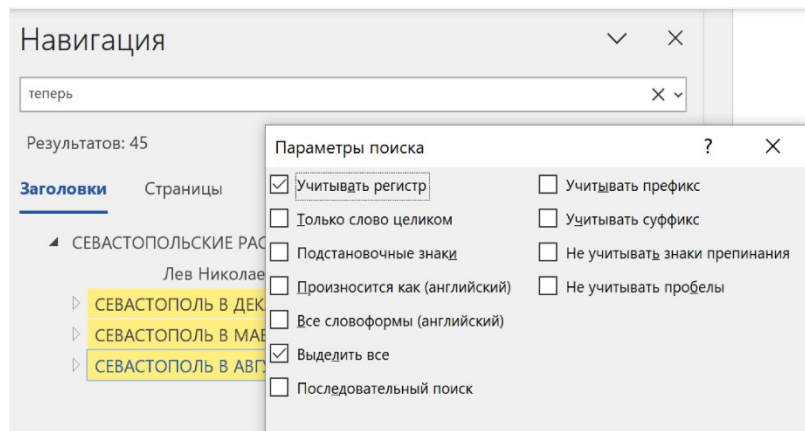 Навигация
теперь
Результатов: 45
Заголовки Страницы
СЕВАСТОПОЛЬСКИЕ РАС
Лев Николае
СЕВАСТОПОЛЬ В ДЕК
СЕВАСТОПОЛЬ В МАЕ
СЕВАСТОПОЛЬ В АВГУ
Параметры поиска ?
Учитывать регистр
Только слово целиком
Подстановочные знаки
Произносится как (английский)
Все словоформы (английский)
Выделить все
Последовательный поиск
Учитывать префикс
Учитывать суффикс
Не учитывать знаки препинания
Не учитывать пробелы